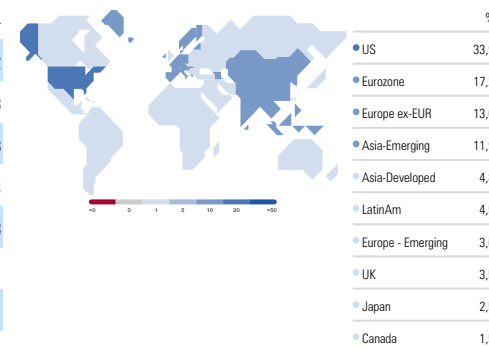 %
US 33,
Eurozone 17,
Europe ex-EUR 13,
Asia-Emerging 11,
Asia-Developed 4,
LatinAm 4,
Europe - Emerging 3,
UK 3,
Japan 2,
Canada 1,
<0 0 1 5 10 20 >50